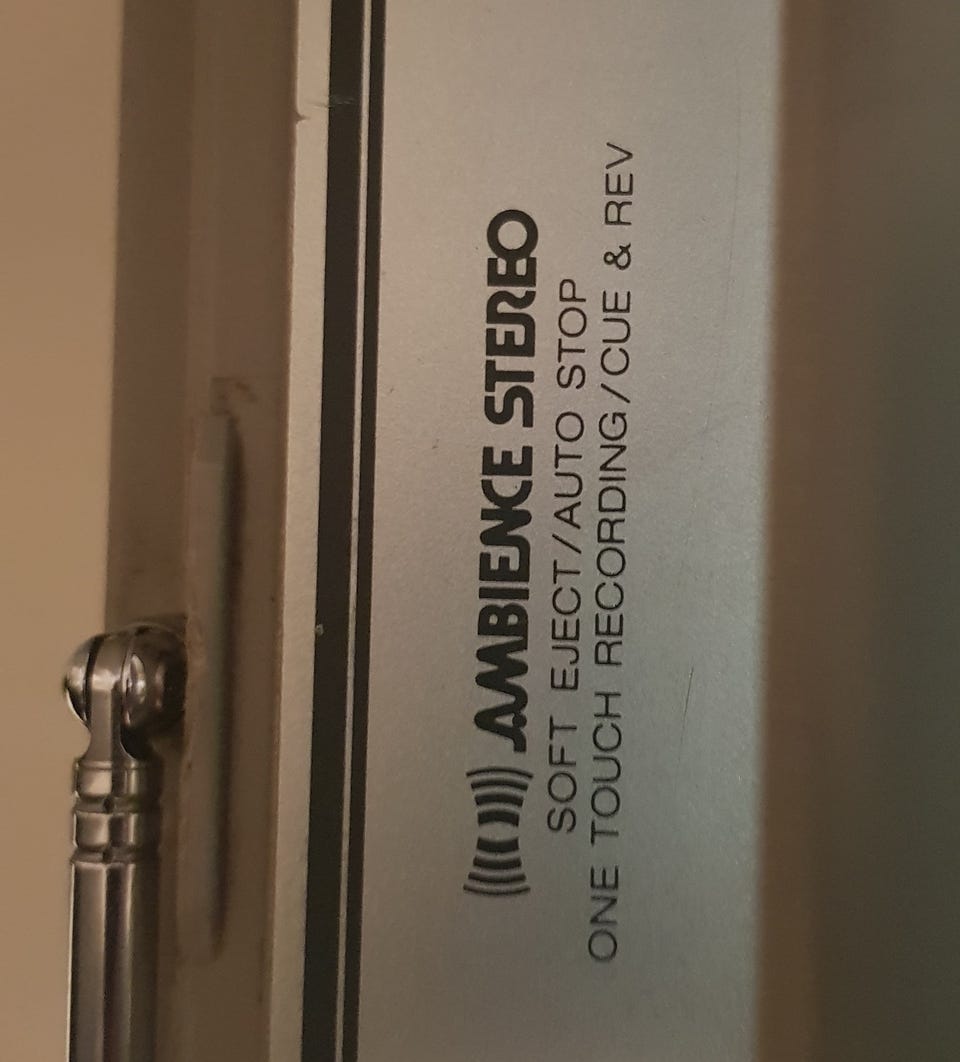 AMBIENCE STEREO
SOFT EJECT/AUTO STOP
ONE TOUCH RECORDING/CUE & REV